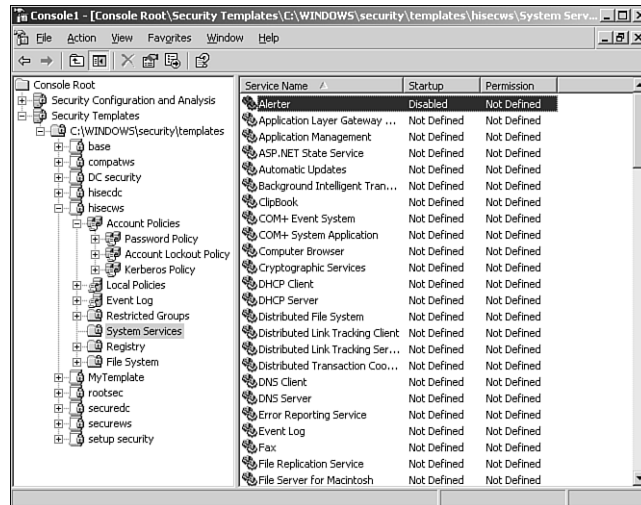 Console1 - [Console Root\Security Templates\C:\WINDOWS\security\templates\hisecws\System Serv...
File Action View Favorites Window Help
Console Root
Security Configuration and Analysis
Security Templates
C:\WINDOWS\security\templates
base
compatws
DC security
hisecdc
hisecws
Account Policies
Password Policy
Account Lockout Policy
Kerberos Policy
Local Policies
Event Log
Restricted Groups
System Services
Registry
File System
MyTemplate
rootsec
securedc
securews
setup security
Service Name Startup Permission
Alerter Disabled Not Defined
Application Layer Gateway ... Not Defined Not Defined
Application Management Not Defined Not Defined
ASP.NET State Service Not Defined Not Defined
Automatic Updates Not Defined Not Defined
Background Intelligent Tran... Not Defined Not Defined
ClipBook Not Defined Not Defined
COM+ Event System Not Defined Not Defined
COM+ System Application Not Defined Not Defined
Computer Browser Not Defined Not Defined
Cryptographic Services Not Defined Not Defined
DHCP Client Not Defined Not Defined
DHCP Server Not Defined Not Defined
Distributed File System Not Defined Not Defined
Distributed Link Tracking Client Not Defined Not Defined
Distributed Link Tracking Ser... Not Defined Not Defined
Distributed Transaction Coo... Not Defined Not Defined
DNS Client Not Defined Not Defined
DNS Server Not Defined Not Defined
Error Reporting Service Not Defined Not Defined
Event Log Not Defined Not Defined
Fax Not Defined Not Defined
File Replication Service Not Defined Not Defined
File Server for Macintosh Not Defined Not Defined